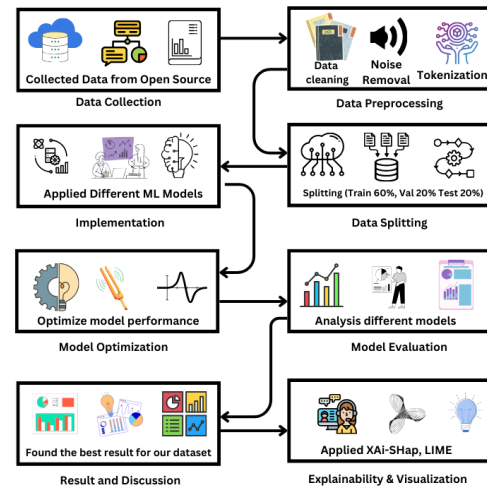 Collected Data from Open Source
Data Collection
Data
cleaning
Noise
Removal
Tokenization
Data Preprocessing
Applied Different ML Models
Implementation
Splitting (Train 60%, Val 20% Test 20%)
Data Splitting
Optimize model performance
Model Optimization
Analysis different models
Model Evaluation
Found the best result for our dataset
Result and Discussion
Applied XAi-SHap, LIME
Explainability & Visualization